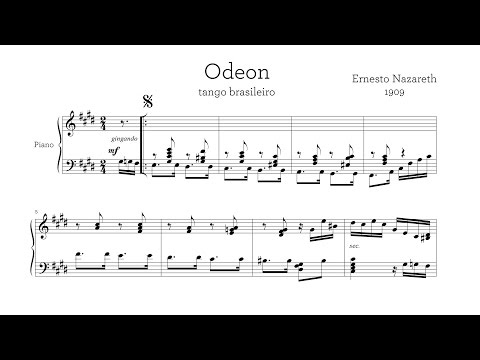 Odeon
tango brasileiro
Ernesto Nazareth
1909
Piano
gingando
mf
5
sec.